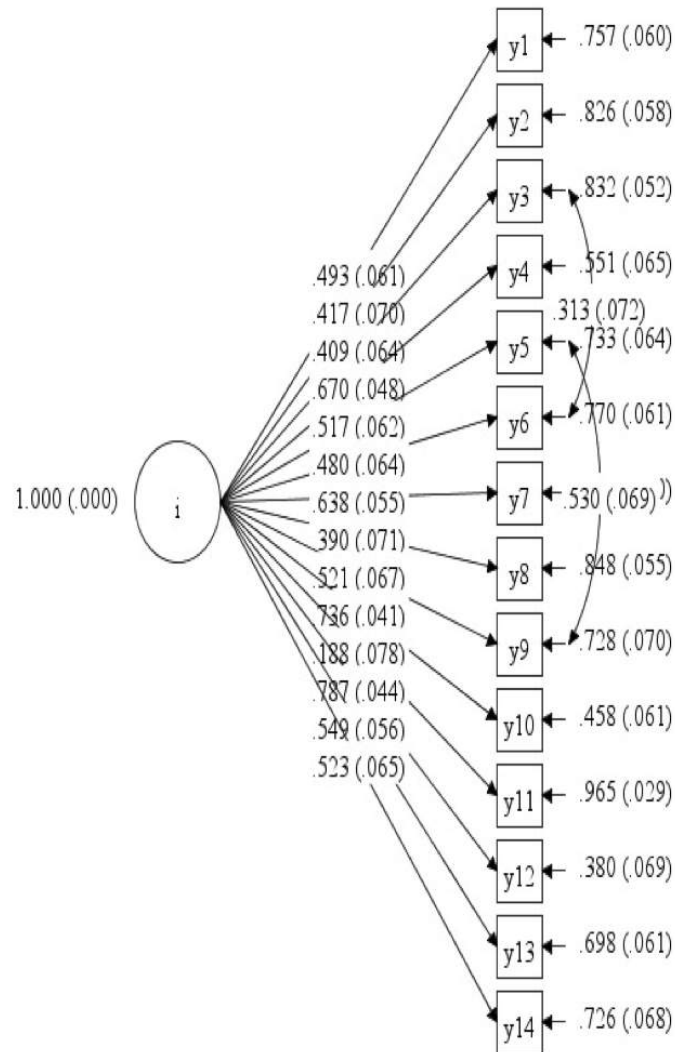 y1 .757 (.060)
y2 .826 (.058)
y3 .832 (.052)
.493 (.061)
y4 .551 (.065)
.417 (.070)
.313 (.072)
.409 (.064)
y5 .733 (.064)
.670 (.048)
.517 (.062)
y6 .770 (.061)
.480 (.064)
1.000 (.000) i
.638 (.055)
y7 .530 (.069) ))
.390 (.071)
y8 .848 (.055)
.521 (.067)
.736 (.041)
y9 .728 (.070)
.188 (.078)
.787 (.044)
y10 .458 (.061)
.549 (.056)
.523 (.065)
y11 .965 (.029)
y12 .380 (.069)
y13 .698 (.061)
y14 .726 (.068)